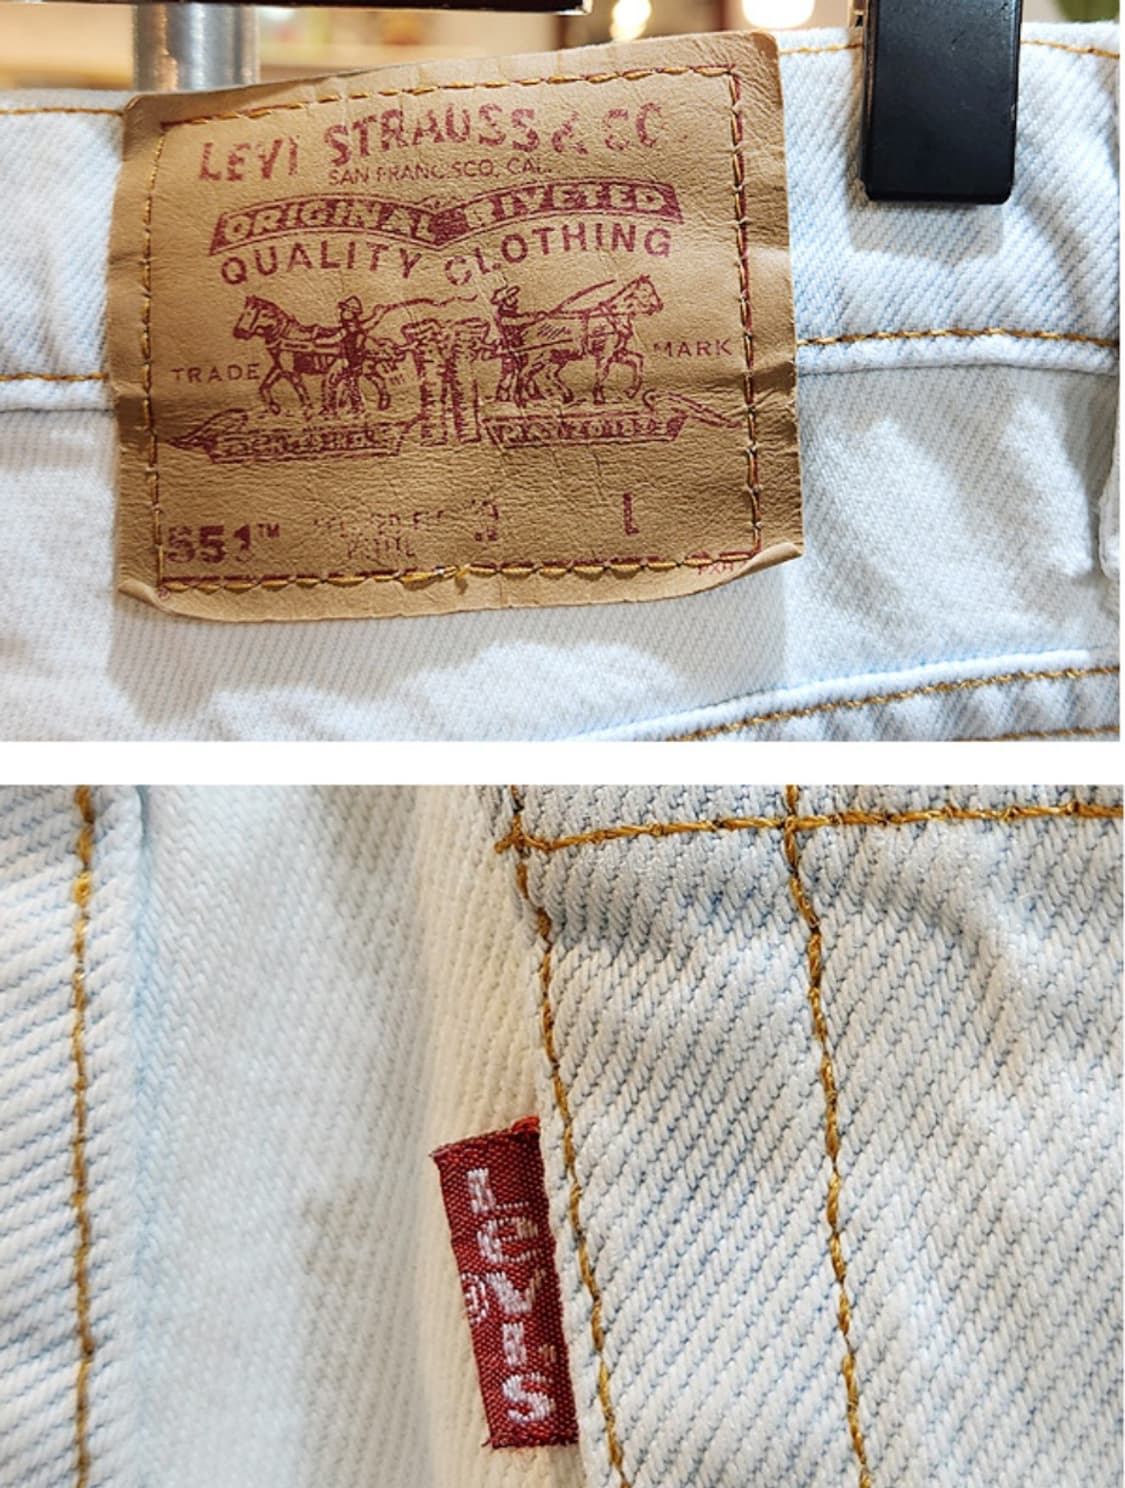 LEVI STRAUSS & CO
SAN FRANCISCO, CAL.
ORIGINAL RIVETED
QUALITY CLOTHING
TRADE MARK
551™ L
LEVI'S
®